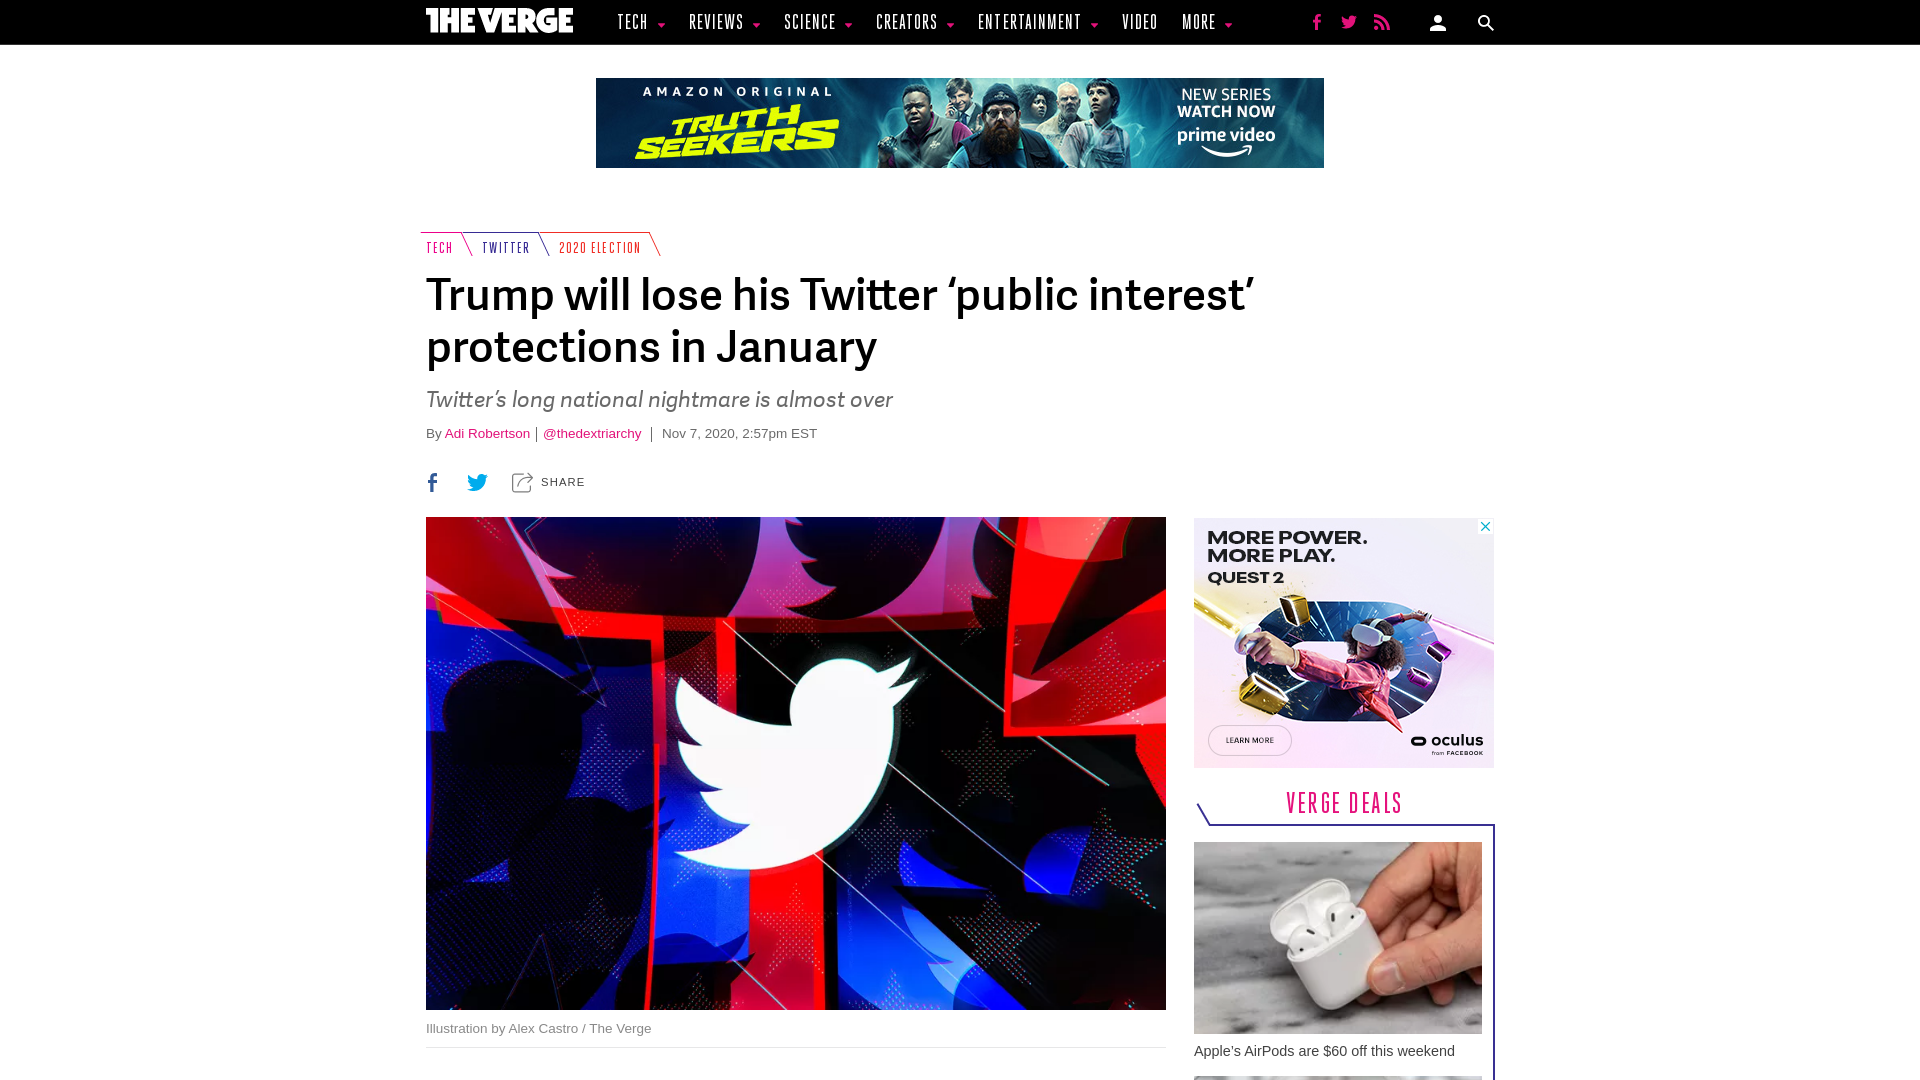 THE VERGE
TECH REVIEWS SCIENCE CREATORS ENTERTAINMENT VIDEO MORE
AMAZON ORIGINAL
TRUTH
SEEKERS
NEW SERIES
WATCH NOW
prime video
TECH TWITTER 2020 ELECTION
Trump will lose his Twitter ‘public interest’
protections in January
Twitter’s long national nightmare is almost over
By Adi Robertson | @thedextriarchy | Nov 7, 2020, 2:57pm EST
SHARE
MORE POWER.
MORE PLAY.
QUEST 2
LEARN MORE
oculus
from FACEBOOK
VERGE DEALS
Illustration by Alex Castro / The Verge
Apple’s AirPods are $60 off this weekend